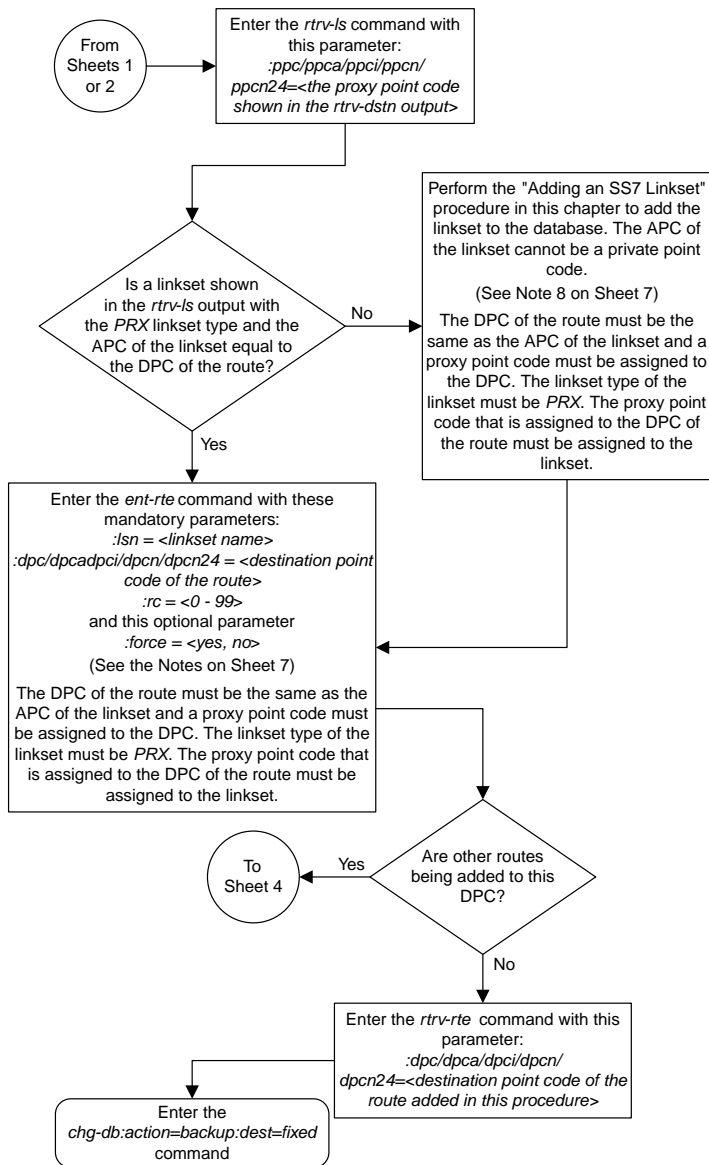 From
Sheets 1
or 2
Enter the rtrv-ls command with
this parameter:
:ppc/ppca/ppci/ppcn/
ppcn24=<the proxy point code
shown in the rtrv-dstn output>
Is a linkset shown
in the rtrv-ls output with
the PRX linkset type and the
APC of the linkset equal to
the DPC of the route?
No
Perform the "Adding an SS7 Linkset"
procedure in this chapter to add the
linkset to the database. The APC of
the linkset cannot be a private point
code.
(See Note 8 on Sheet 7)
The DPC of the route must be the
same as the APC of the linkset and a
proxy point code must be assigned to
the DPC. The linkset type of the
linkset must be PRX. The proxy point
code that is assigned to the DPC of
the route must be assigned to the
linkset.
Yes
Enter the ent-rte command with these
mandatory parameters:
:lsn = <linkset name>
:dpc/dpcadpci/dpcn/dpcn24 = <destination point
code of the route>
:rc = <0 - 99>
and this optional parameter
:force = <yes, no>
(See the Notes on Sheet 7)
The DPC of the route must be the same as the
APC of the linkset and a proxy point code must
be assigned to the DPC. The linkset type of the
linkset must be PRX. The proxy point code that
is assigned to the DPC of the route must be
assigned to the linkset.
Are other routes
being added to this
DPC?
Yes
To
Sheet 4
No
Enter the rtrv-rte command with this
parameter:
:dpc/dpca/dpci/dpcn/
dpcn24=<destination point code of the
route added in this procedure>
Enter the
chg-db:action=backup:dest=fixed
command